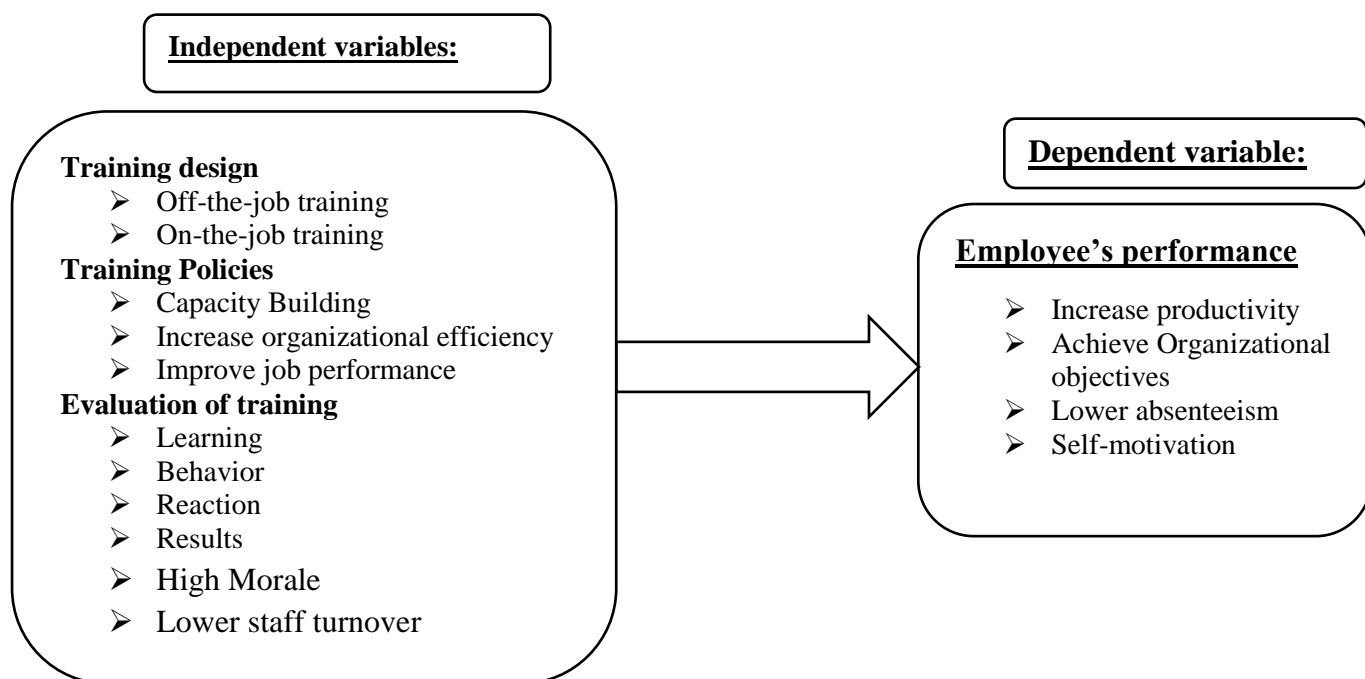 Independent variables:
Training design
➢ Off-the-job training
➢ On-the-job training
Training Policies
➢ Capacity Building
➢ Increase organizational efficiency
➢ Improve job performance
Evaluation of training
➢ Learning
➢ Behavior
➢ Reaction
➢ Results
➢ High Morale
➢ Lower staff turnover
Dependent variable:
Employee’s performance
➢ Increase productivity
➢ Achieve Organizational
objectives
➢ Lower absenteeism
➢ Self-motivation